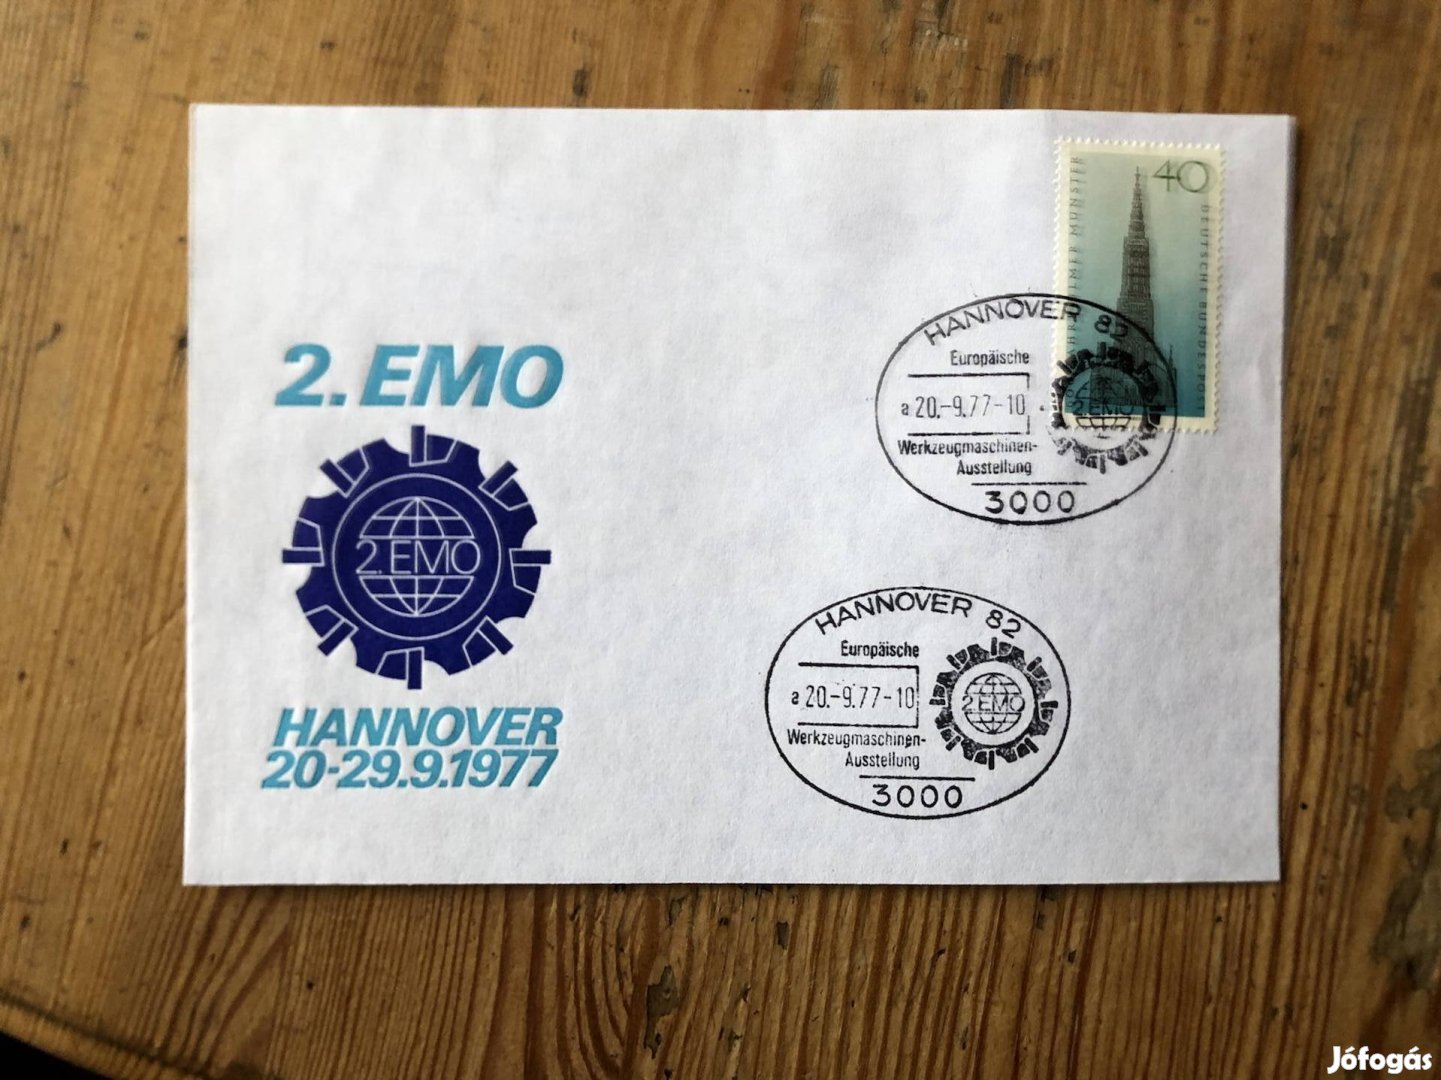 40
DEUTSCHE BUNDESPOST
ULMER MÜNSTER
HANNOVER 82
Europäische
a 20.-9.77-10
Werkzeugmaschinen-
Ausstellung
2.EMO
3000
2. EMO
2.EMO
HANNOVER
20-29.9.1977
HANNOVER 82
Europäische
a 20.-9.77-10
Werkzeugmaschinen-
Ausstellung
2.EMO
3000
Jófogás